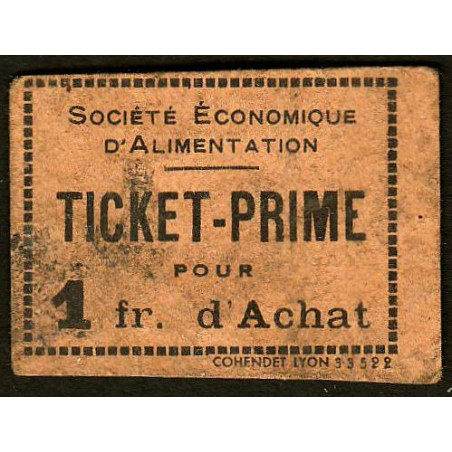 SOCIÉTÉ ÉCONOMIQUE
D'ALIMENTATION
TICKET-PRIME
POUR
1 fr. d'Achat
COHENDET LYON 33522